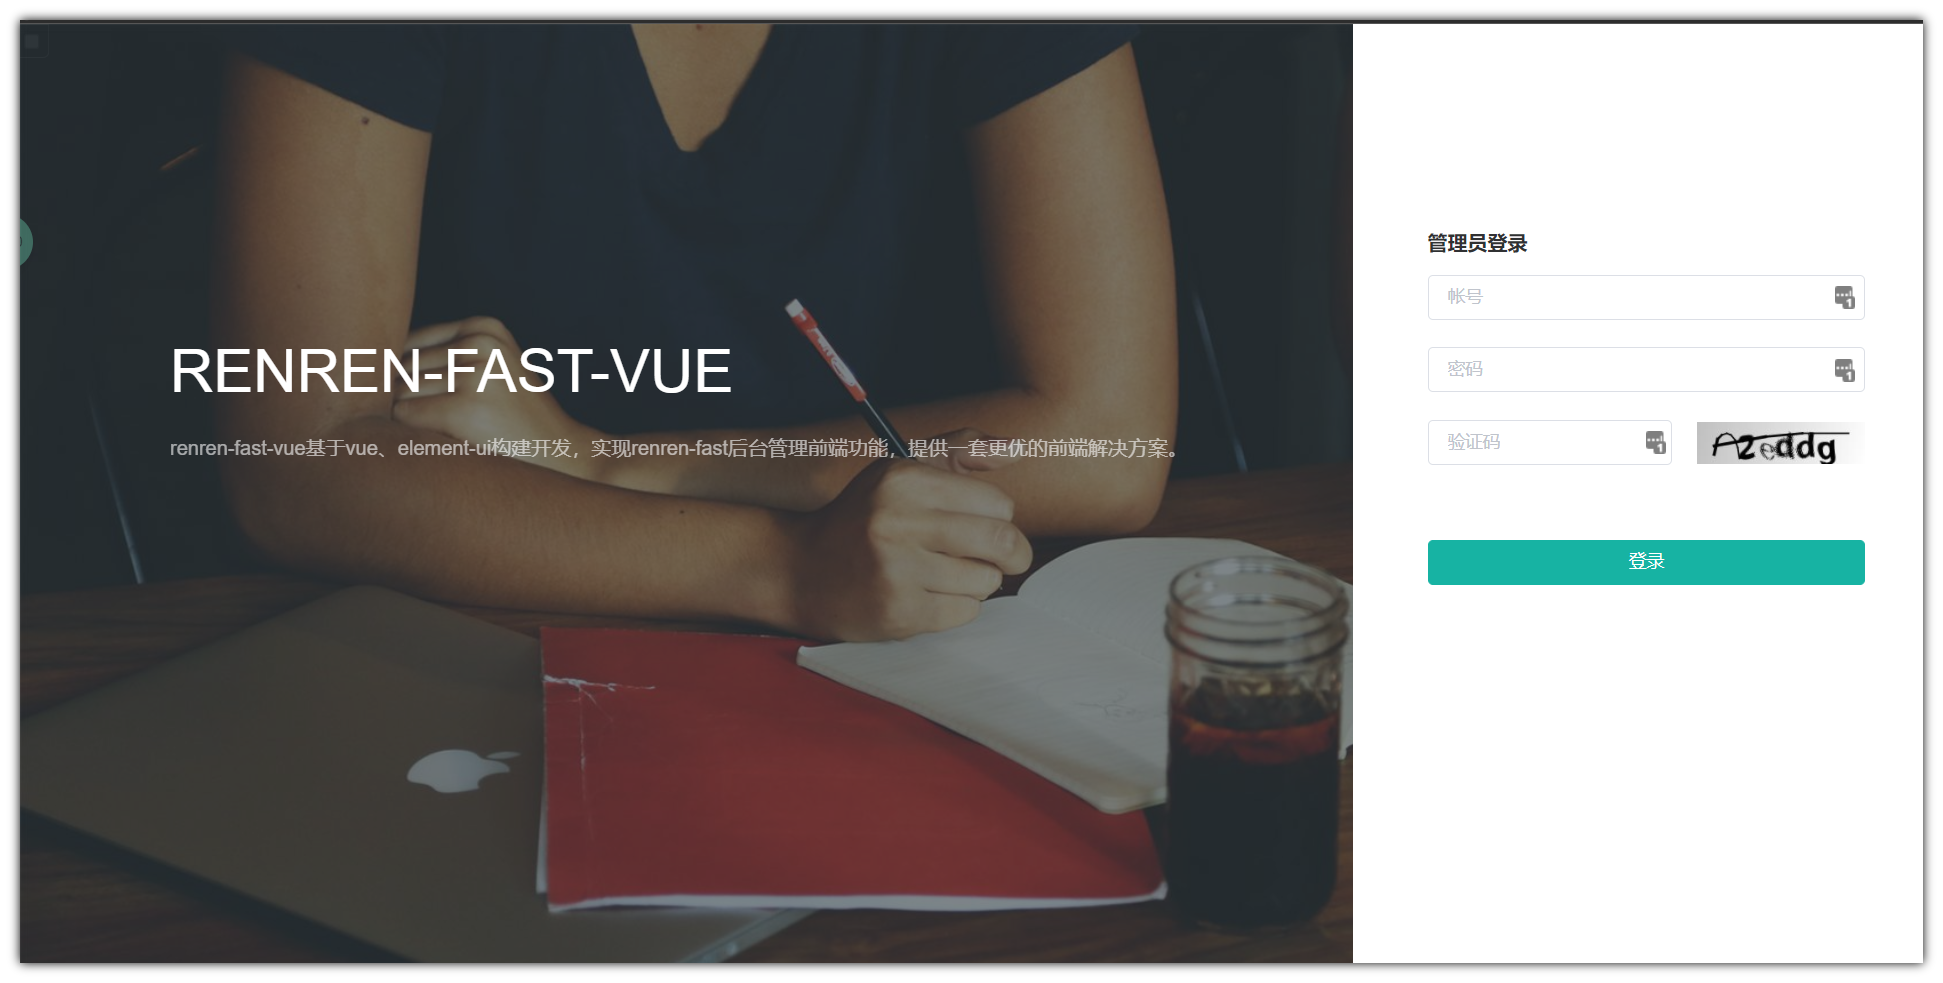 RENREN-FAST-VUE
renren-fast-vue基于vue、element-ui构建开发，实现renren-fast后台管理前端功能，提供一套更优的前端解决方案。
管理员登录
帐号
密码
验证码
登录